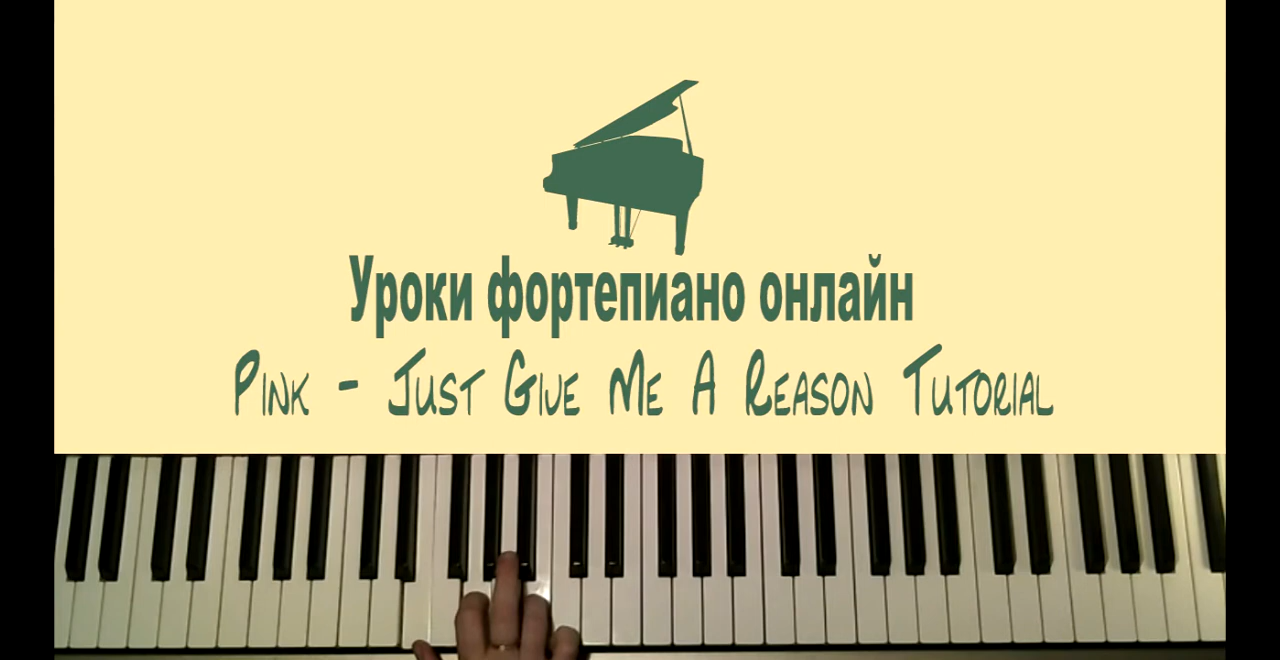 Уроки фортепиано онлайн
Pink - Just Give Me A Reason Tutorial